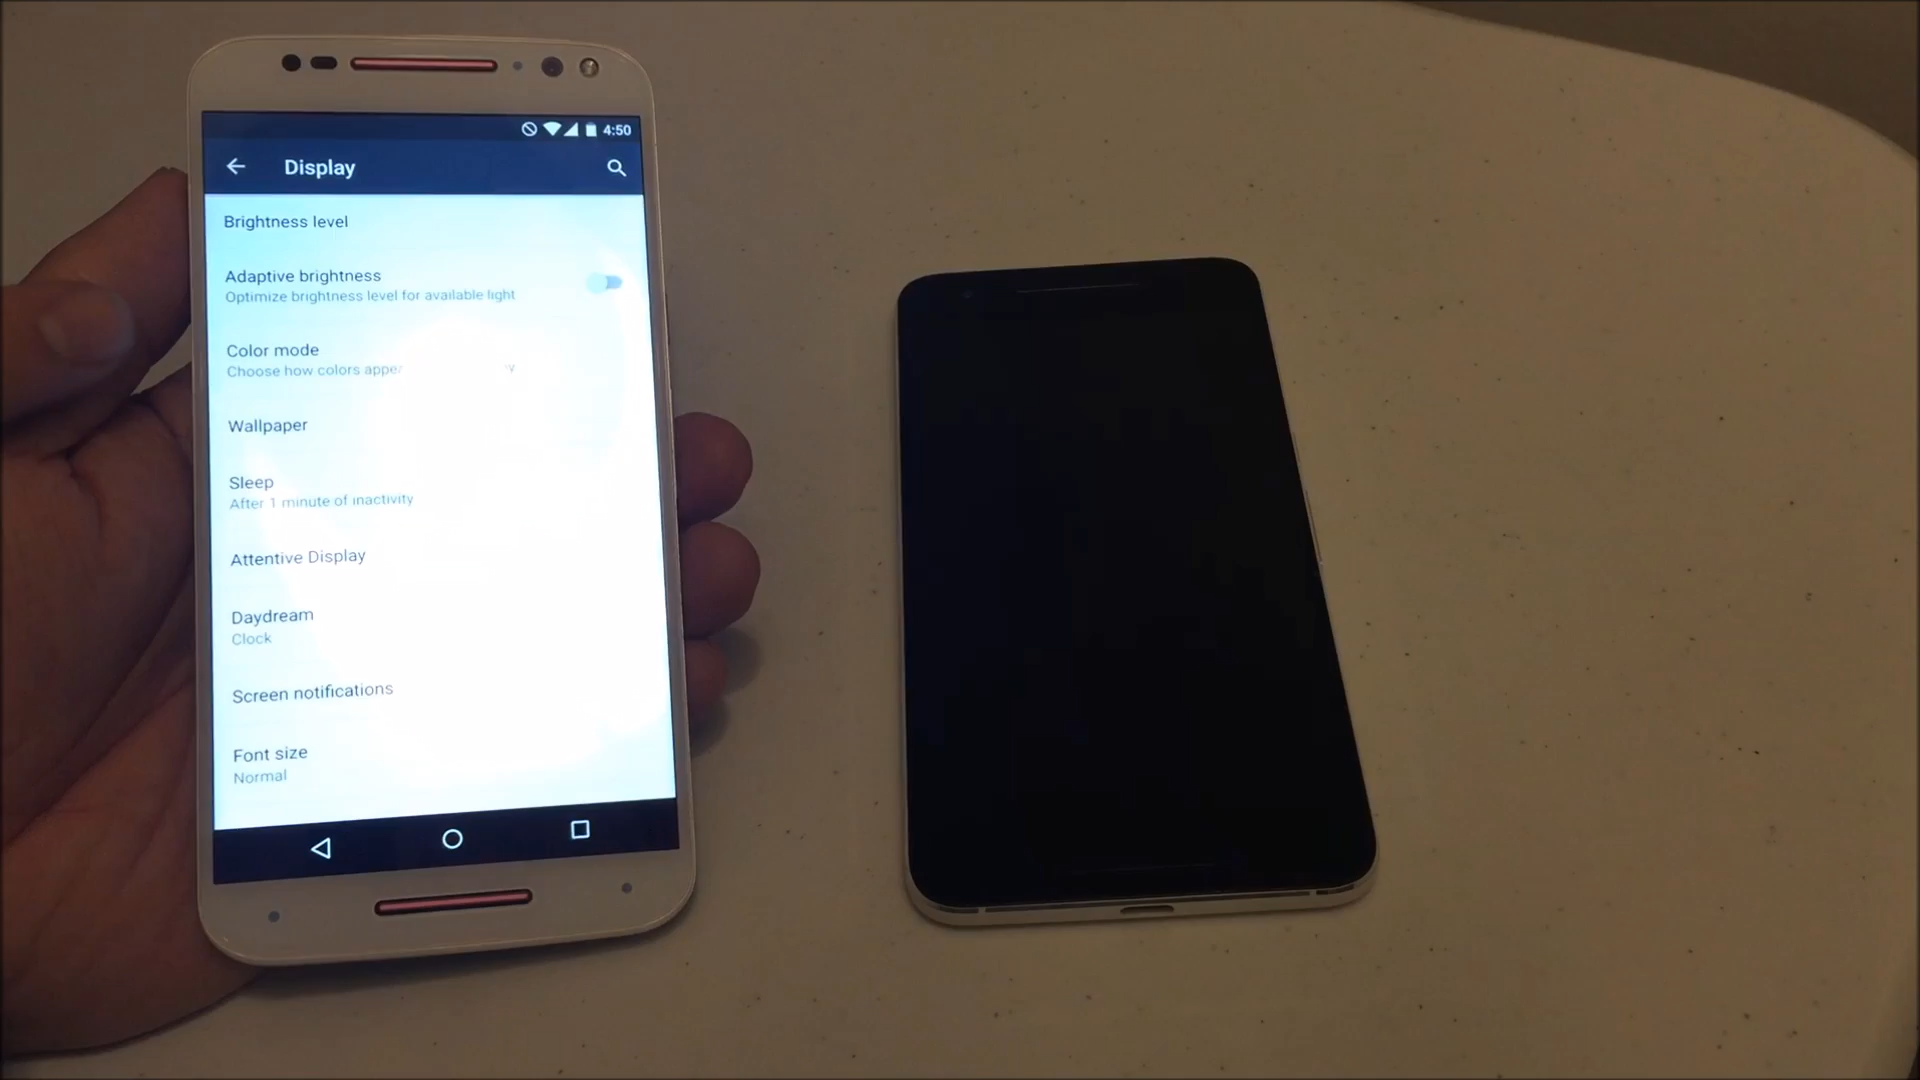 4:50
Display
Brightness level
Adaptive brightness
Optimize brightness level for available light
Color mode
Choose how colors
Wallpaper
Sleep
After 1 minute of inactivity
Attentive Display
Daydream
Clock
Screen notifications
Font size
Normal